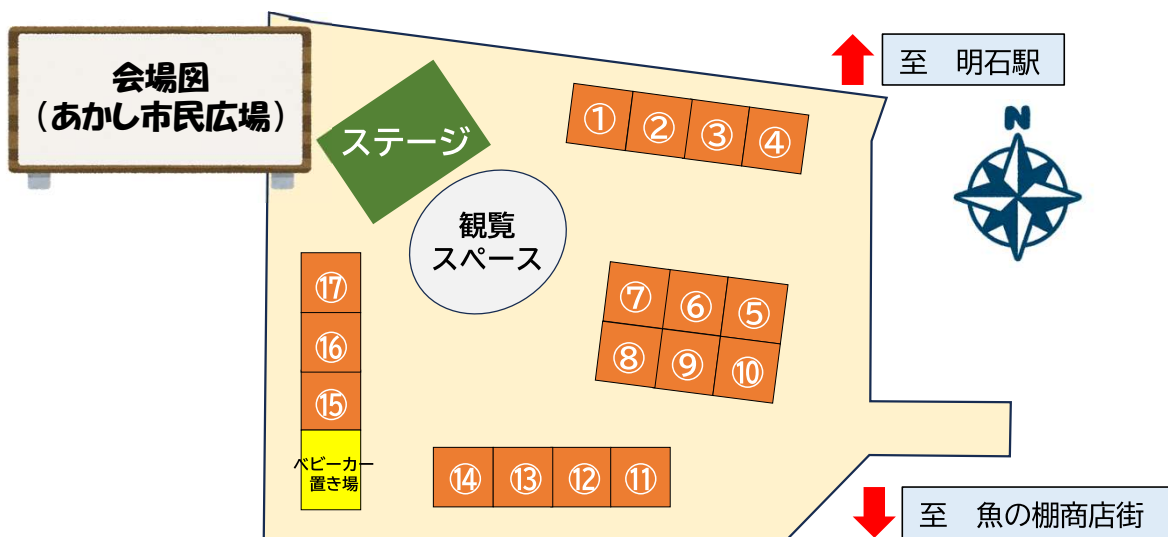 会場図
（あかし市民広場）
至　明石駅
N
ステージ
① ② ③ ④
観覧
スペース
⑦ ⑥ ⑤
⑧ ⑨ ⑩
⑰
⑯
⑮
ベビーカー
置き場
⑭ ⑬ ⑫ ⑪
至　魚の棚商店街